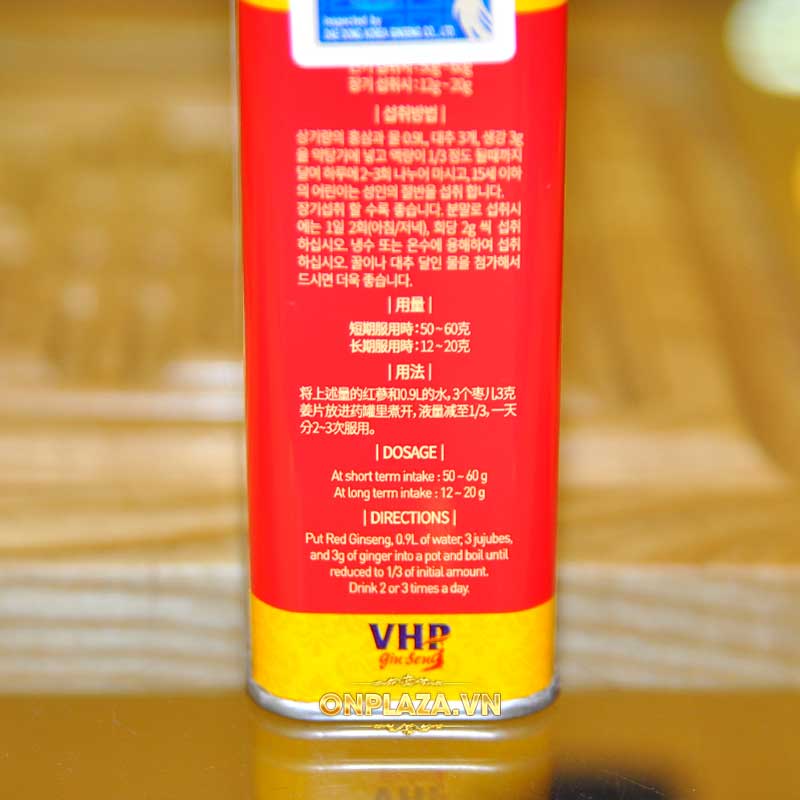 Inspected by
DAE DONG KOREA GINSENG CO., LTD
장기 섭취시 : 12g ~ 20g
| 섭취방법 |
상기량의 홍삼과 물 0.9L, 대추 3개, 생강 3g
을 약탕기에 넣고 액량이 1/3 정도 될때까지
달여 하루에 2~3회 나누어 마시고, 15세 이하
의 어린이는 성인의 절반을 섭취 합니다.
장기섭취 할 수록 좋습니다. 분말로 섭취시
에는 1일 2회(아침/저녁), 회당 2g 씩 섭취
하십시오. 냉수 또는 온수에 용해하여 섭취
하십시오. 꿀이나 대추 달인 물을 첨가해서
드시면 더욱 좋습니다.
| 用量 |
短期服用時 : 50 ~ 60克
长期服用時 : 12 ~ 20克
| 用法 |
将上述量的红蔘和0.9L的水, 3个枣儿3克
姜片放进药罐里煮开, 液量减至1/3, 一天
分2~3次服用。
| DOSAGE |
At short term intake : 50 ~ 60 g
At long term intake : 12 ~ 20 g
| DIRECTIONS |
Put Red Ginseng, 0.9L of water, 3 jujubes,
and 3g of ginger into a pot and boil until
reduced to 1/3 of initial amount.
Drink 2 or 3 times a day.
VHP
Gin Seng
ONPLAZA.VN
VHP